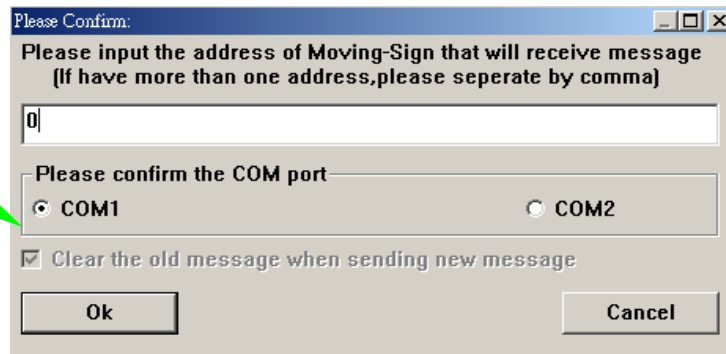 Please Confirm:
Please input the address of Moving-Sign that will receive message
(If have more than one address,please seperate by comma)
0
Please confirm the COM port
COM1 COM2
Clear the old message when sending new message
Ok Cancel